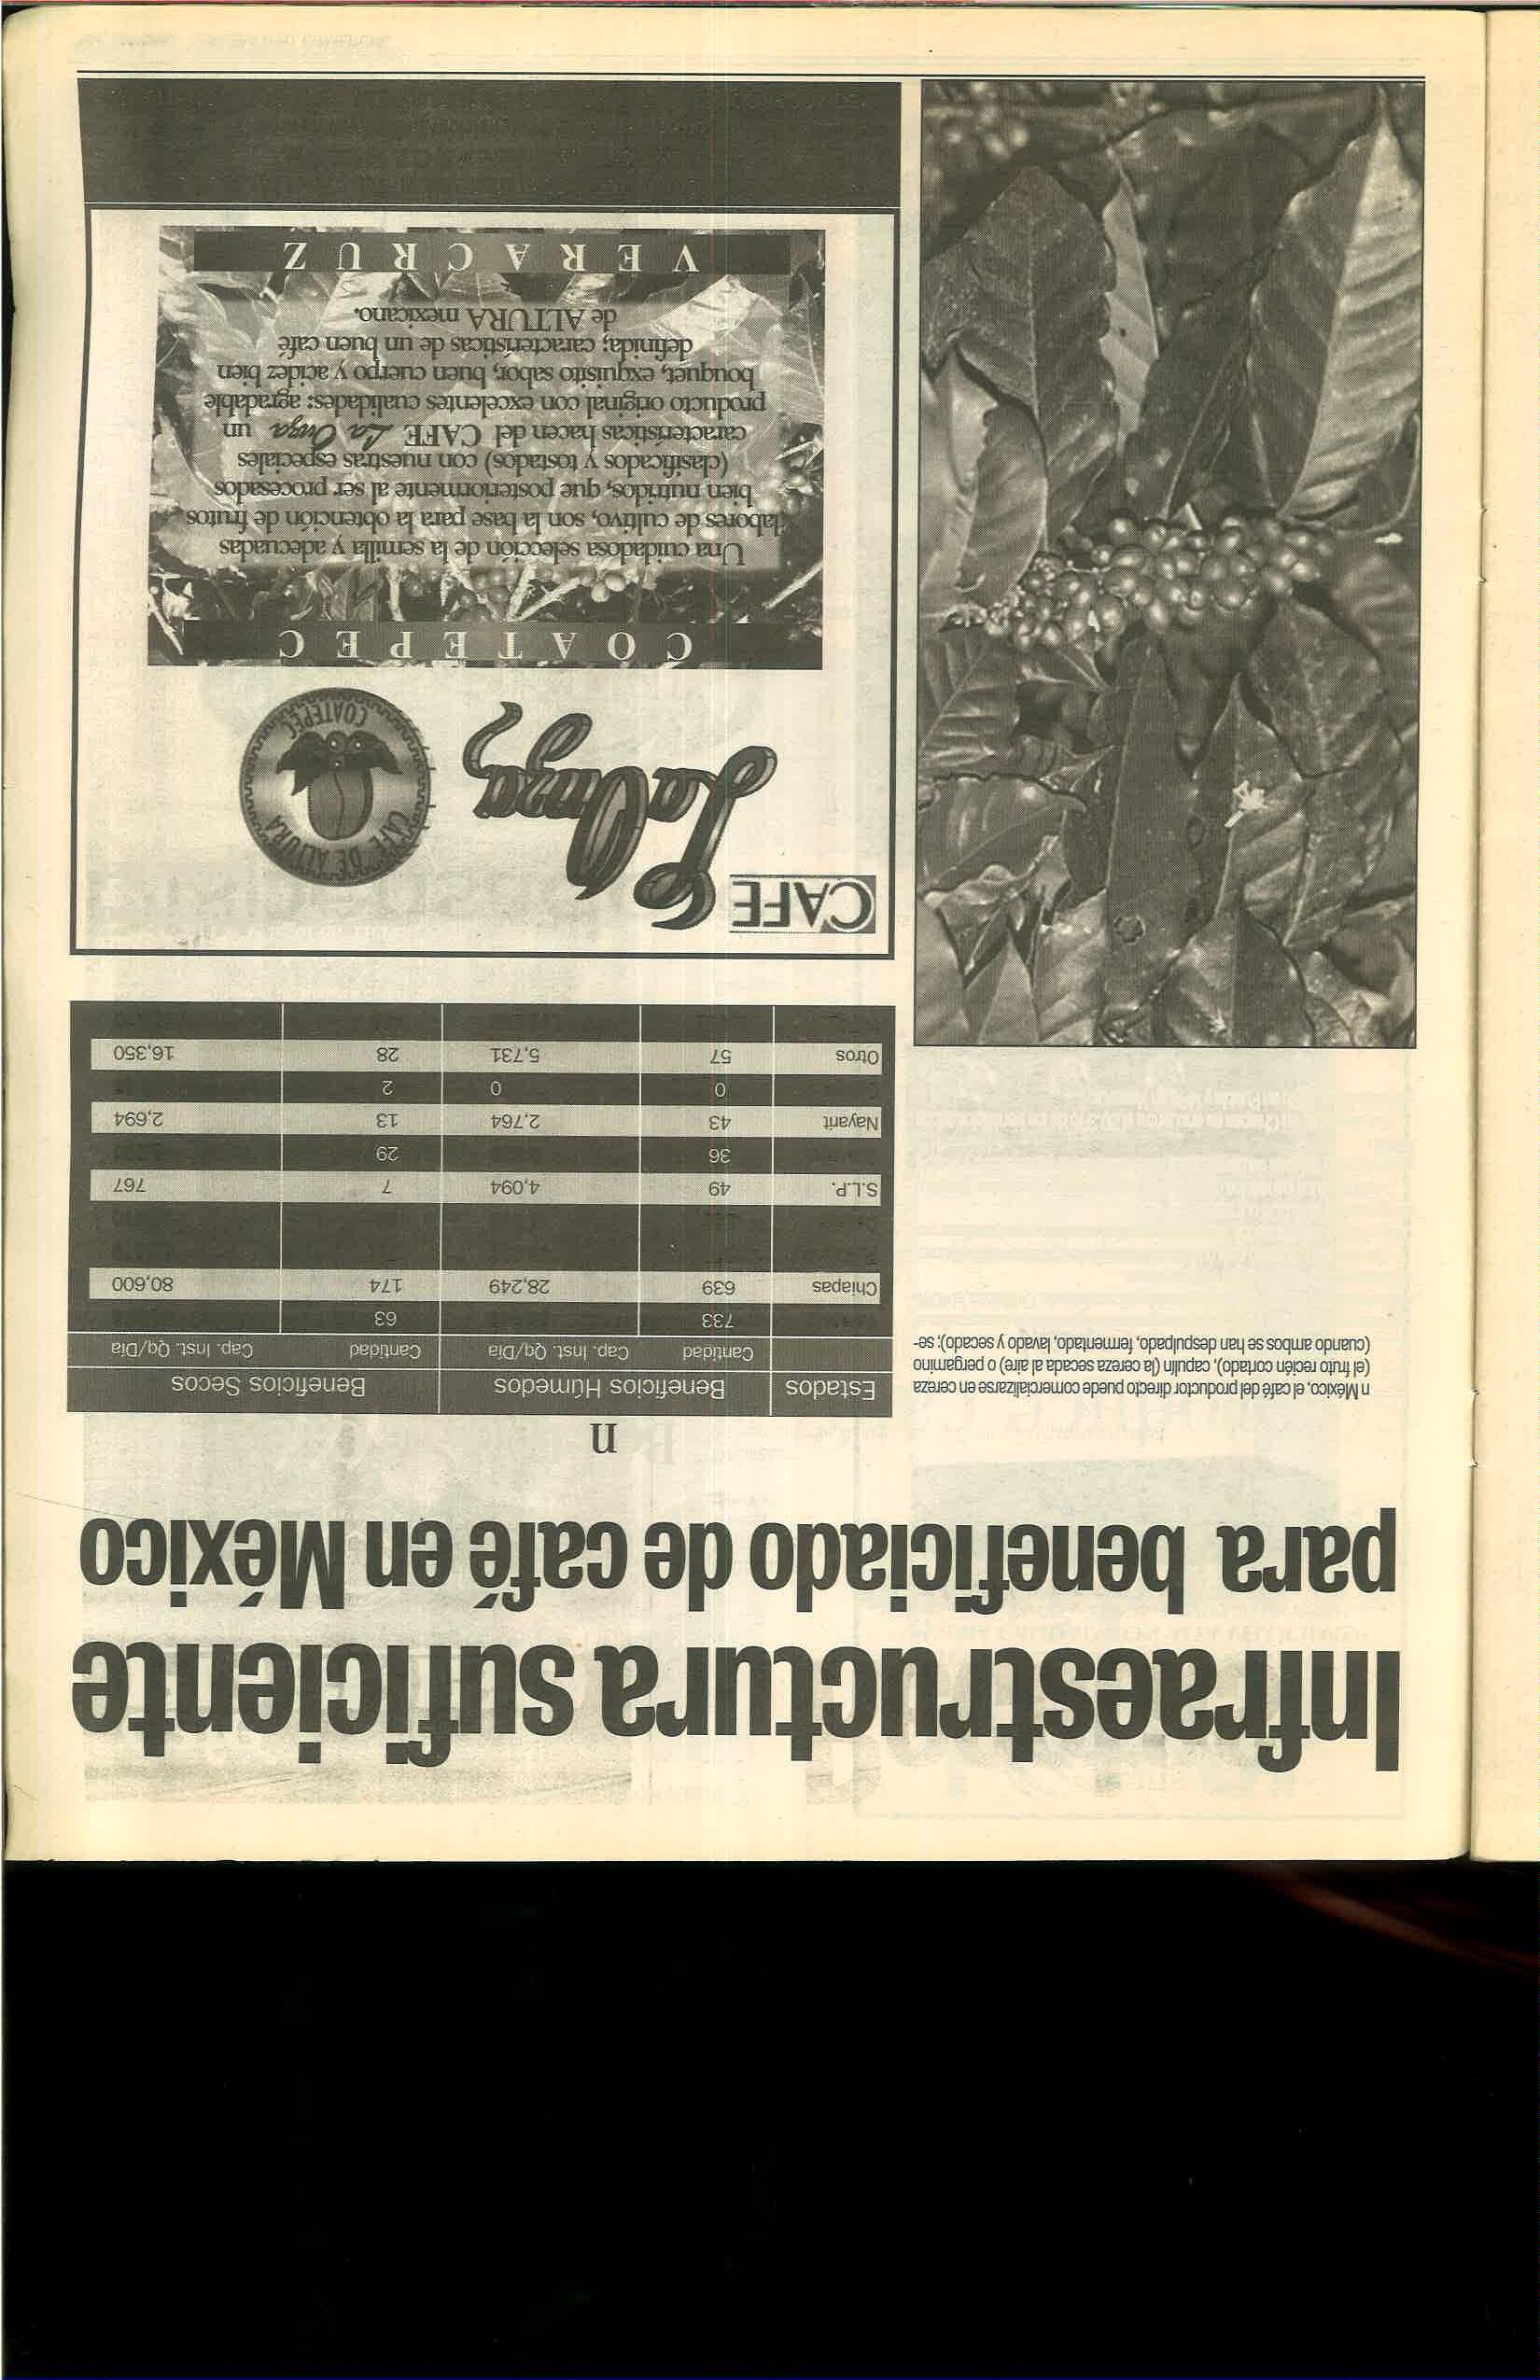 Infraestructura suficiente
para beneficiado de café en México
n México, el café del productor directo puede comercializarse en cereza
(el fruto recién cortado), capulín (la cereza secada al aire) o pergamino
(cuando ambos se han despulpado, fermentado, lavado y secado); se-
n
Estados Beneficios Húmedos Beneficios Secos
Cantidad Cap. Inst. Qq/Día Cantidad Cap. Inst. Qq/Día
733 63
Chiapas 639 28,249 174 80,600
S.L.P. 49 4,094 7 767
36 29
Nayarit 43 2,764 13 2,694
0 0 2
Otros 57 5,731 28 16,350
CAFE
La Onza
CAFE DE ALTURA
COATEPEC
COATEPEC
Una cuidadosa selección de la semilla y adecuadas
labores de cultivo, son la base para la obtención de frutos
bien nutridos, que posteriormente al ser procesados
(clasificados y tostados) con nuestras especiales
características hacen del CAFE La Onza un
producto original con excelentes cualidades: agradable
bouquet, exquisito sabor, buen cuerpo y acidez bien
definida; características de un buen café
de ALTURA mexicano.
VERACRUZ